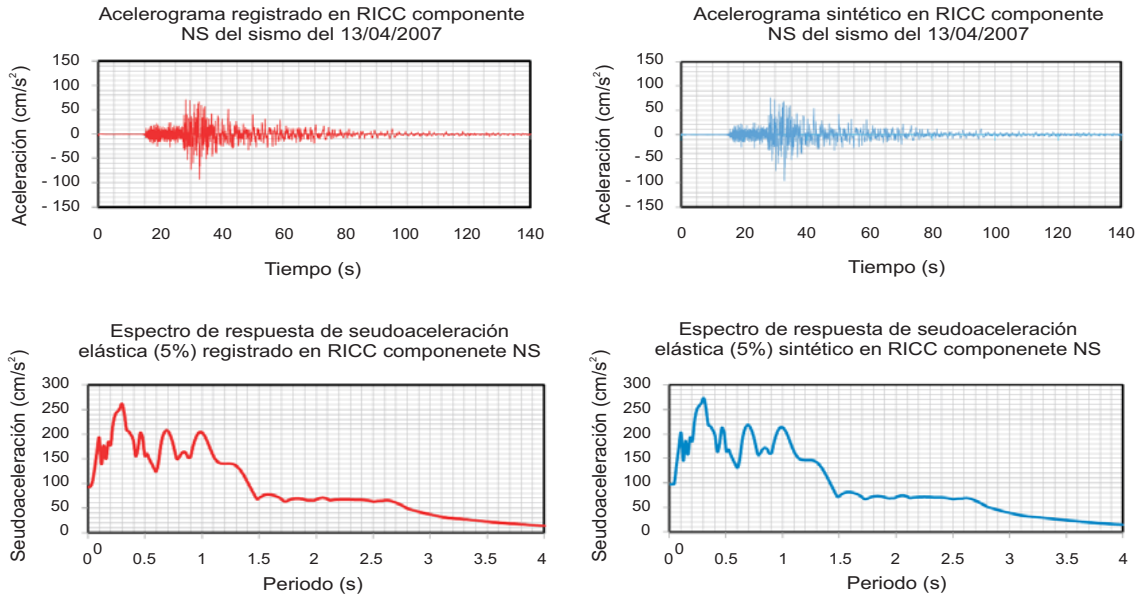 Acelerograma registrado en RICC componente
NS del sismo del 13/04/2007
Aceleración (cm/s²)
150
100
50
0
- 50
- 100
- 150
0 20 40 60 80 100 120 140
Tiempo (s)
Acelerograma sintético en RICC componente
NS del sismo del 13/04/2007
Aceleración (cm/s²)
150
100
50
0
- 50
- 100
- 150
0 20 40 60 80 100 120 140
Tiempo (s)
Espectro de respuesta de seudoaceleración
elástica (5%) registrado en RICC componenete NS
Seudoaceleración (cm/s²)
300
250
200
150
100
50
0
0
0 0.5 1 1.5 2 2.5 3 3.5 4
Periodo (s)
Espectro de respuesta de seudoaceleración
elástica (5%) sintético en RICC componenete NS
Seudoaceleración (cm/s²)
300
250
200
150
100
50
0
0
0 0.5 1 1.5 2 2.5 3 3.5 4
Periodo (s)